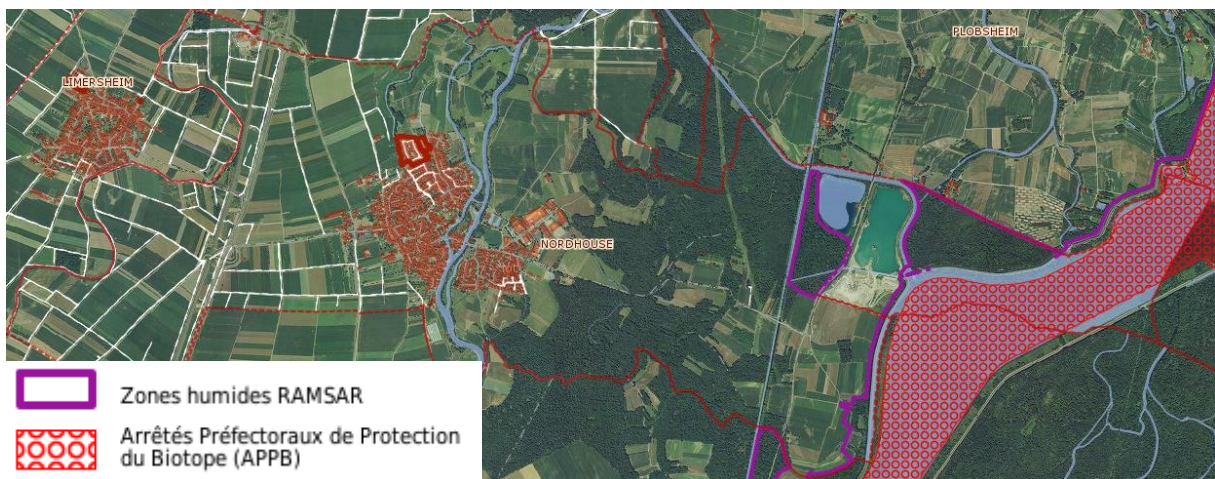 PLOBSHEIM
LIMERSHEIM
NORDHOUSE
Zones humides RAMSAR
Arrêtés Préfectoraux de Protection
du Biotope (APPB)